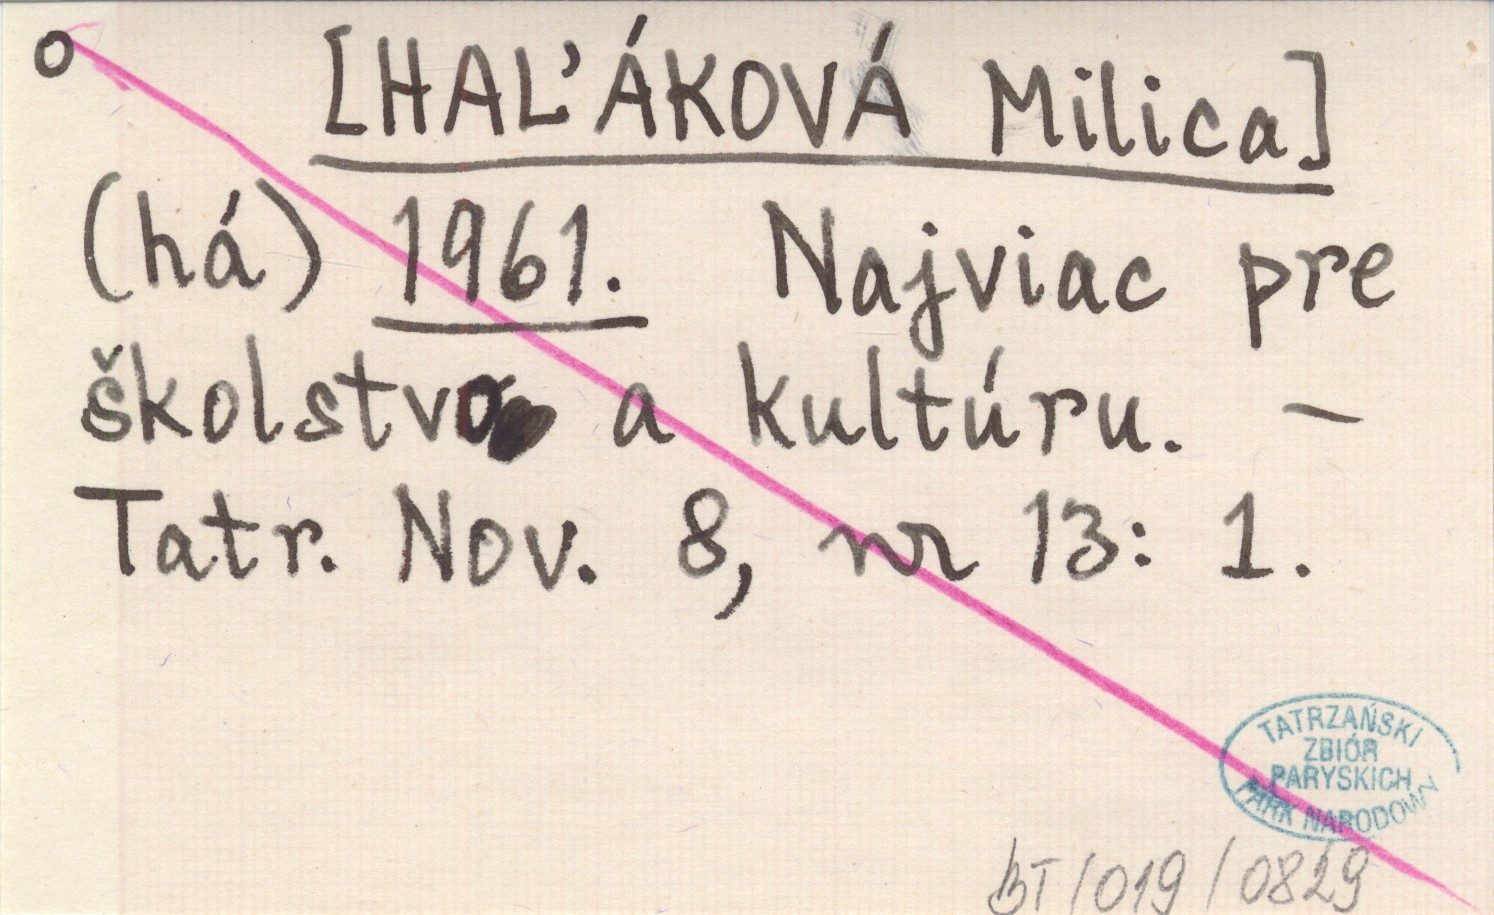 o [HAĽÁKOVÁ Milica]
(há) 1961. Najviac pre
školstvo a kultúru. –
Tatr. Nov. 8, nr 13: 1.
TATRZAŃSKI
ZBIÓR
PARYSKICH
PARK NARODOWY
BT/019/0829